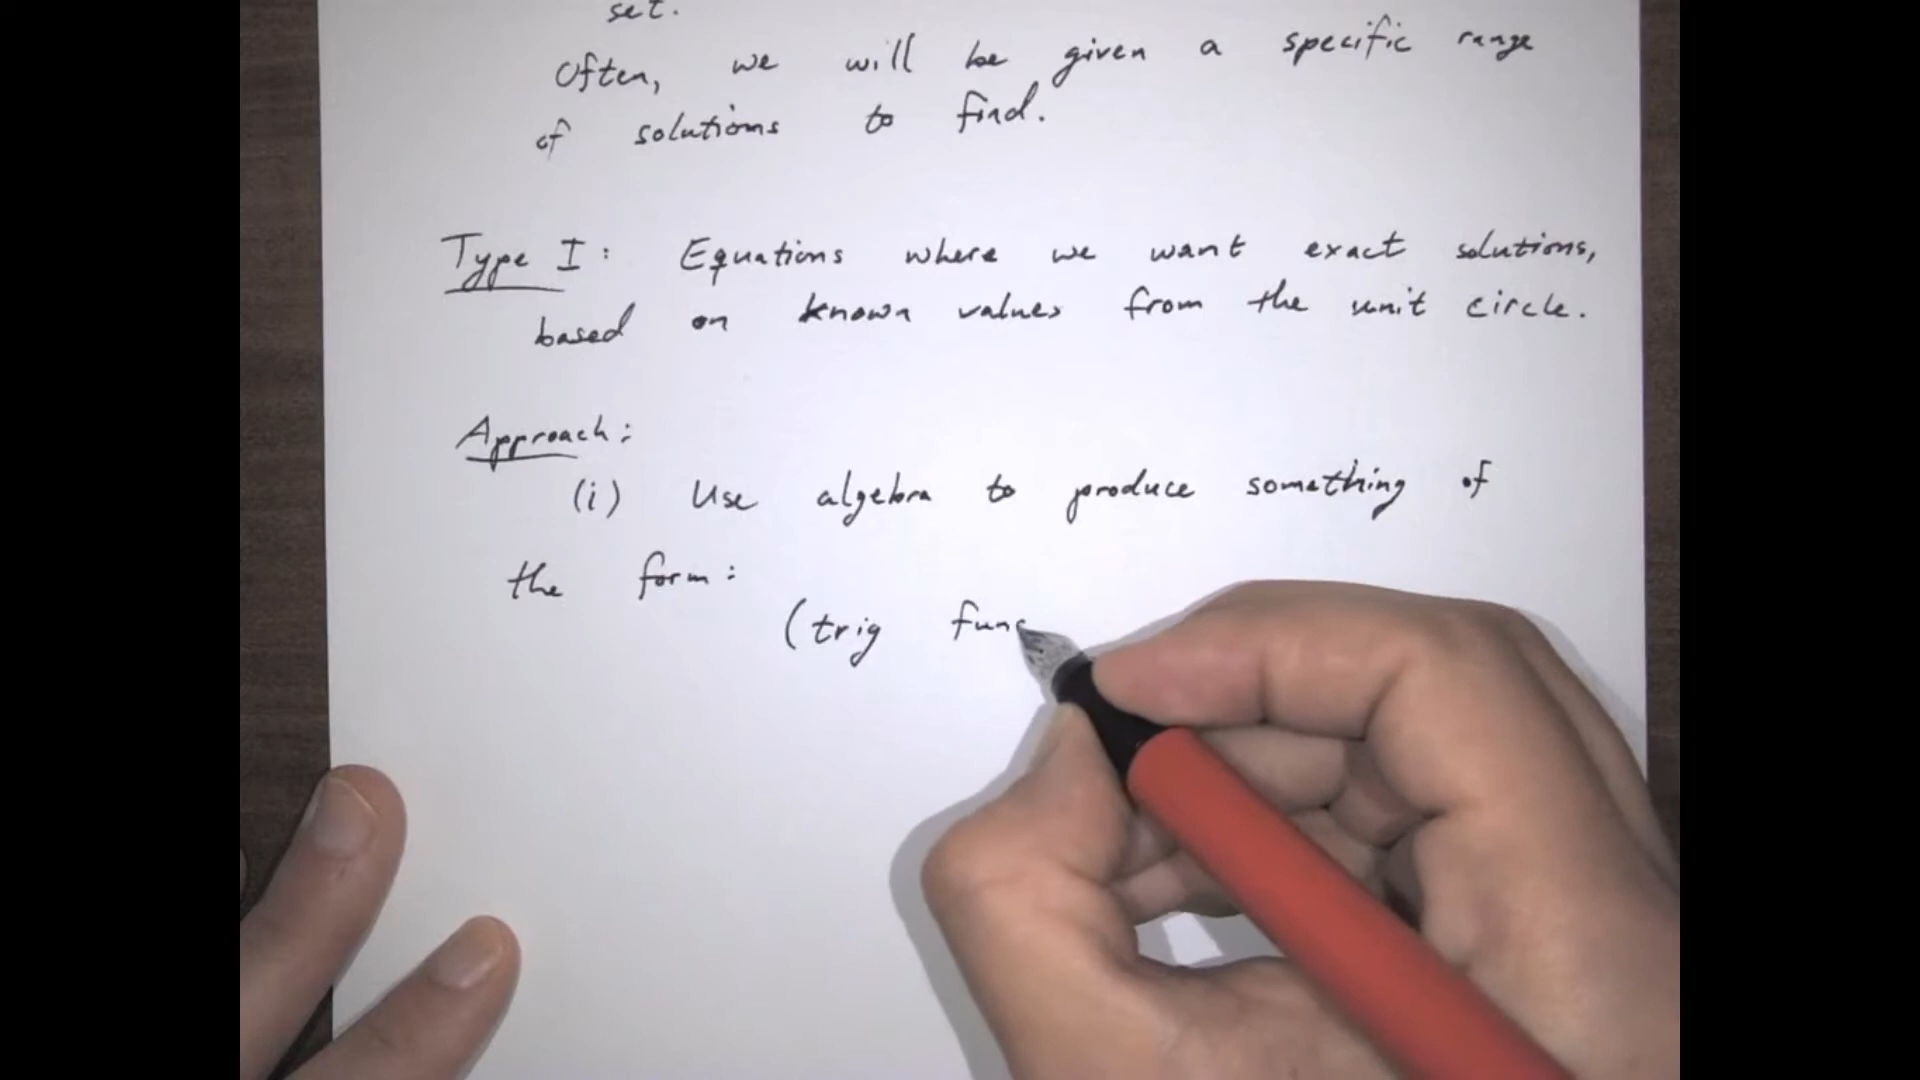 set.
Often, we will be given a specific range
of solutions to find.
Type I: Equations where we want exact solutions,
based on known values from the unit circle.
Approach:
(i) Use algebra to produce something of
the form:
(trig func